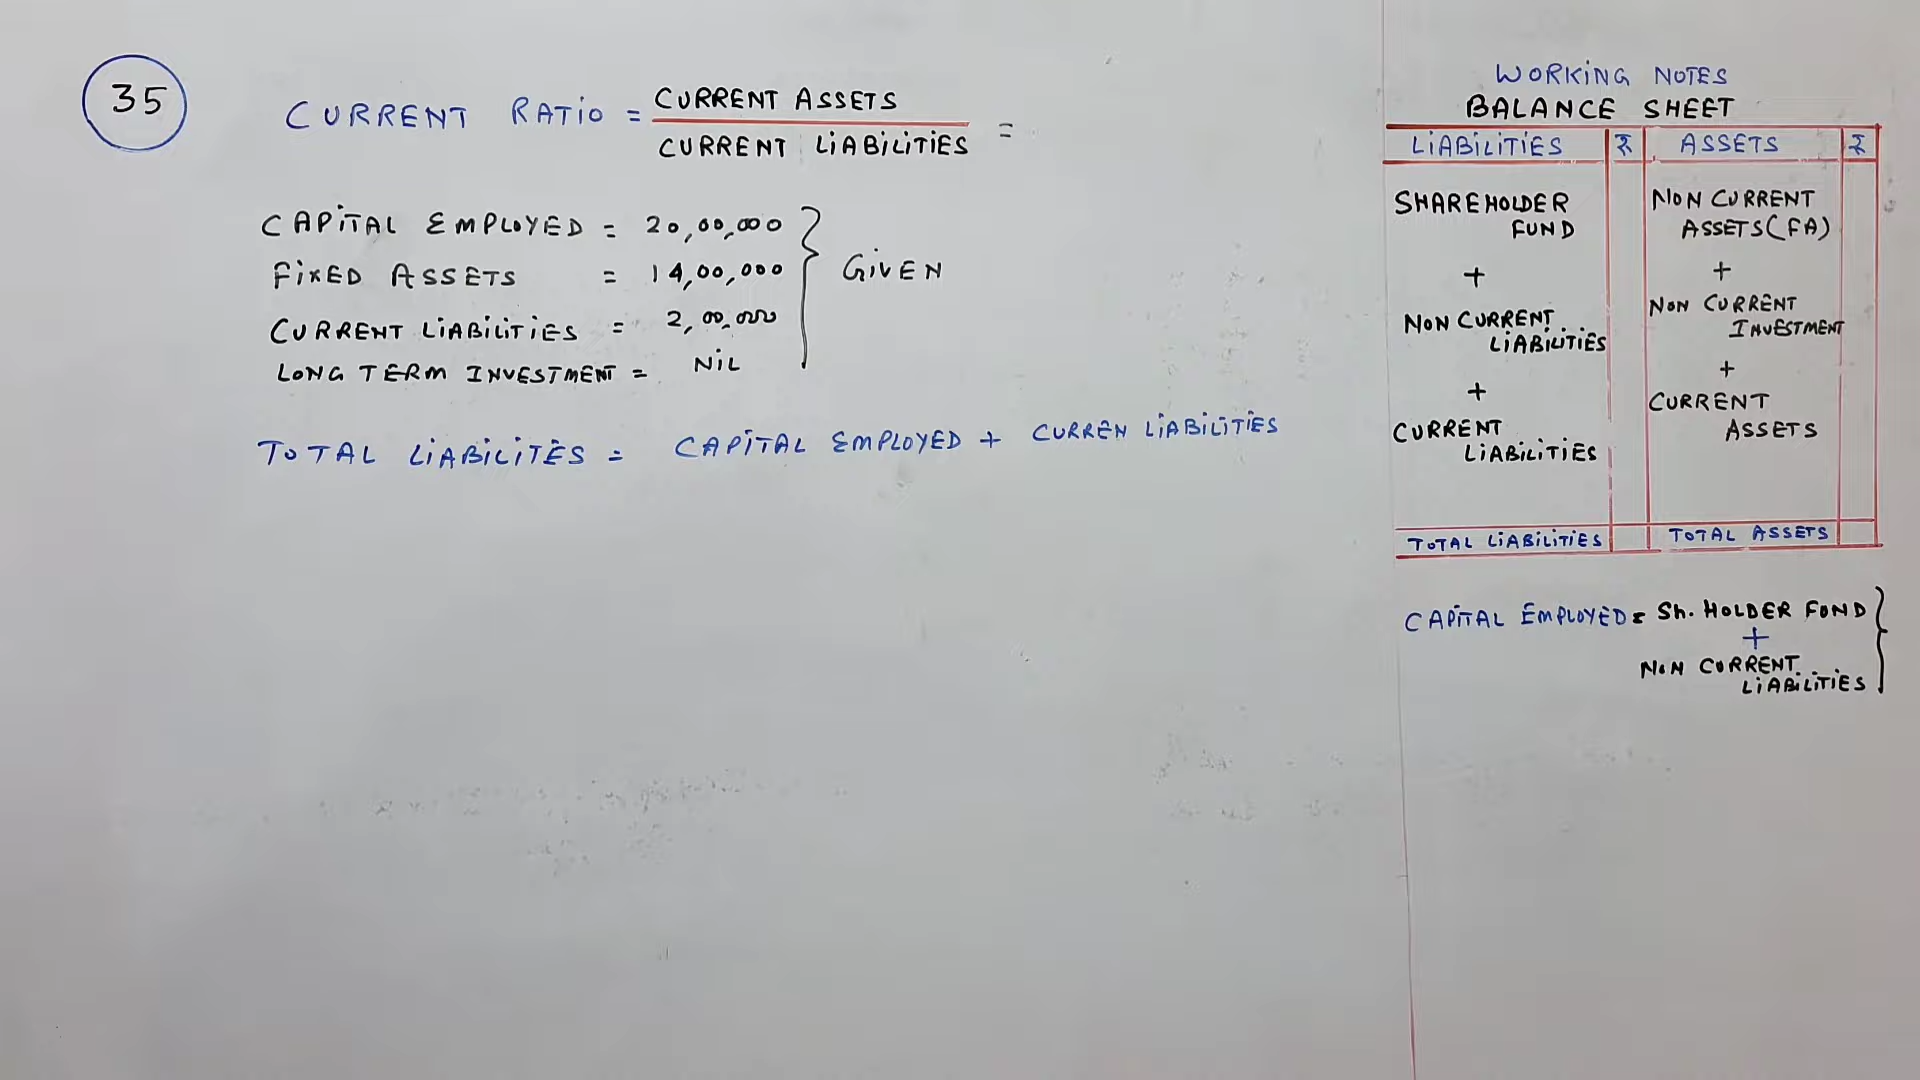 35
CURRENT RATIO = CURRENT ASSETS / CURRENT LIABILITIES =
CAPITAL EMPLOYED = 20,00,000
FIXED ASSETS = 14,00,000
CURRENT LIABILITIES = 2,00,000
LONG TERM INVESTMENT = NIL
GIVEN
TOTAL LIABILITES = CAPITAL EMPLOYED + CURREN LIABILITIES
WORKING NOTES
BALANCE SHEET
LIABILITIES ₹ ASSETS ₹
SHAREHOLDER
FUND
+
NON CURRENT
LIABILITIES
+
CURRENT
LIABILITIES
NON CURRENT
ASSETS (FA)
+
NON CURRENT
INVESTMENT
+
CURRENT
ASSETS
TOTAL LIABILITIES TOTAL ASSETS
CAPITAL EMPLOYED = SH. HOLDER FUND
+
NON CURRENT
LIABILITIES